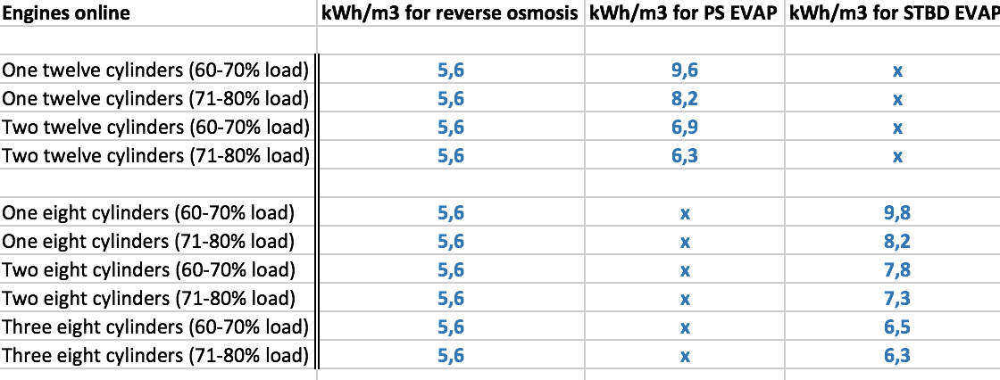 Engines online kWh/m3 for reverse osmosis kWh/m3 for PS EVAP kWh/m3 for STBD EVAP
One twelve cylinders (60-70% load) 5,6 9,6 x
One twelve cylinders (71-80% load) 5,6 8,2 x
Two twelve cylinders (60-70% load) 5,6 6,9 x
Two twelve cylinders (71-80% load) 5,6 6,3 x
One eight cylinders (60-70% load) 5,6 x 9,8
One eight cylinders (71-80% load) 5,6 x 8,2
Two eight cylinders (60-70% load) 5,6 x 7,8
Two eight cylinders (71-80% load) 5,6 x 7,3
Three eight cylinders (60-70% load) 5,6 x 6,5
Three eight cylinders (71-80% load) 5,6 x 6,3